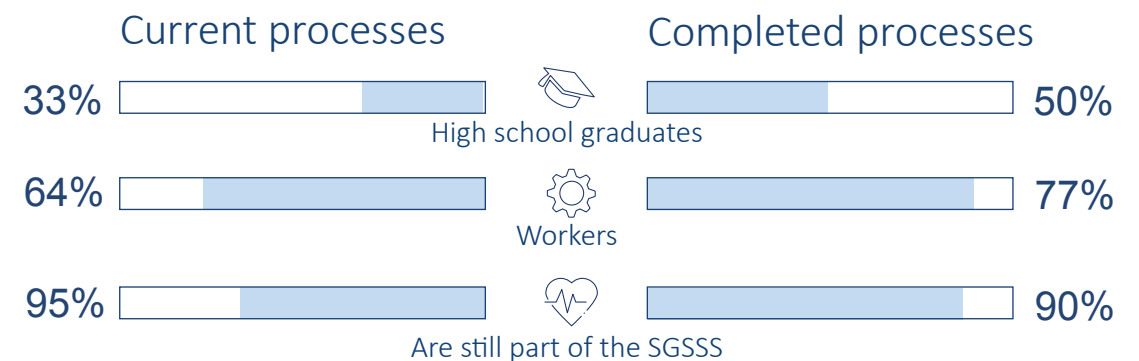 Current processes
Completed processes
33%
50%
High school graduates
64%
77%
Workers
95%
90%
Are still part of the SGSSS